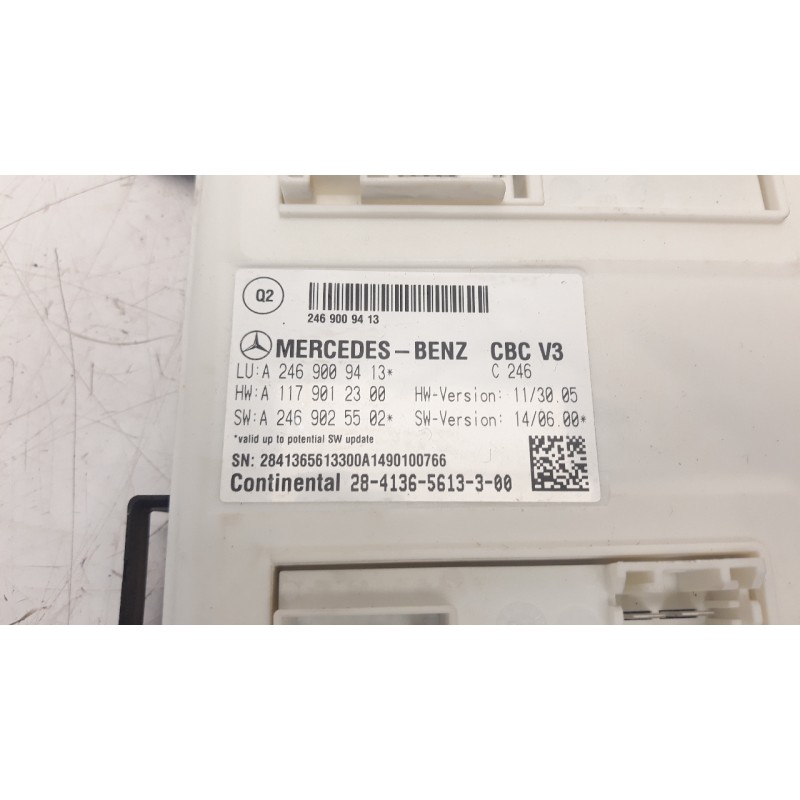 Q2
246 900 94 13
MERCEDES-BENZ CBC V3
LU:A 246 900 94 13* C 246
HW:A 117 901 23 00 HW-Version: 11/30.05
SW:A 246 902 55 02* SW-Version: 14/06.00*
*valid up to potential SW update
SN: 2841365613300A1490100766
Continental 28-4136-5613-3-00